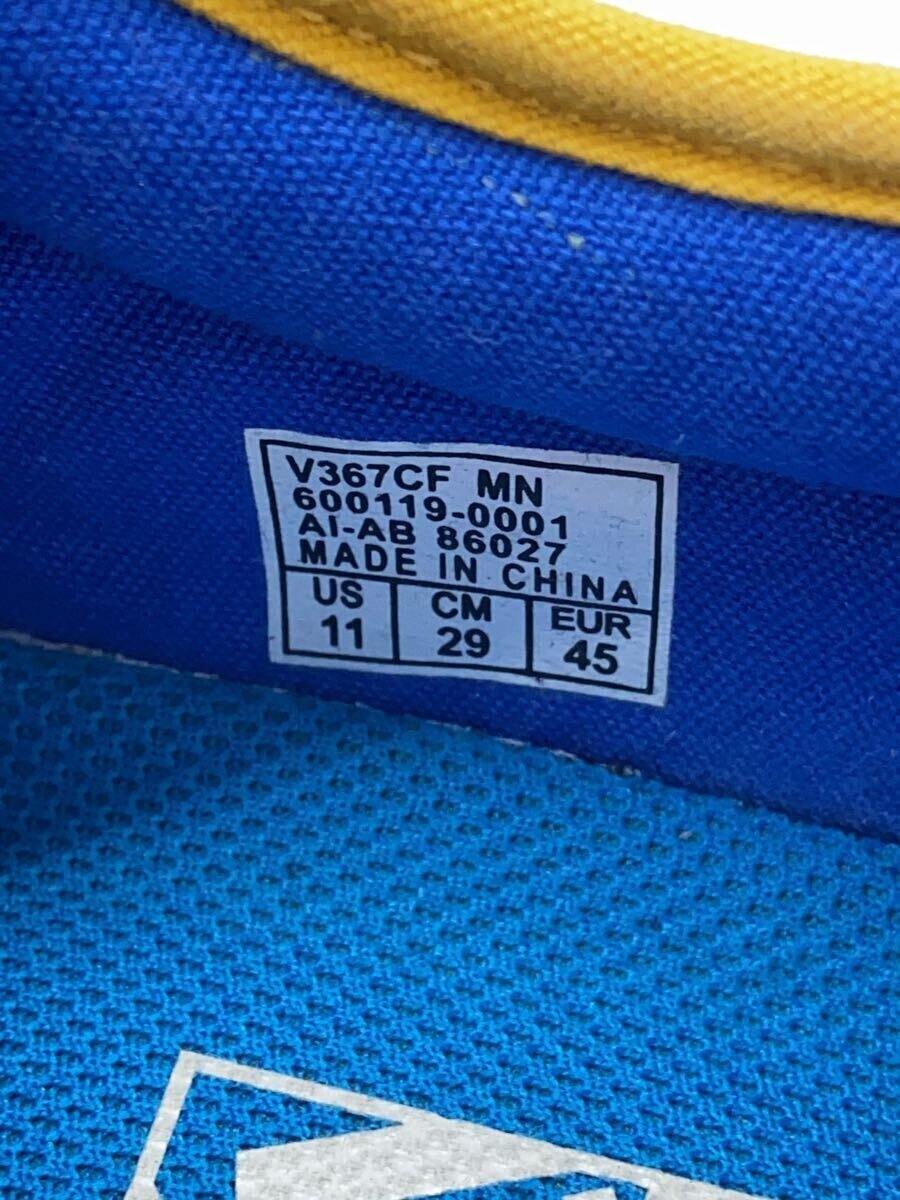 V367CF MN
600119-0001
AI-AB 86027
MADE IN CHINA
US CM EUR
11 29 45